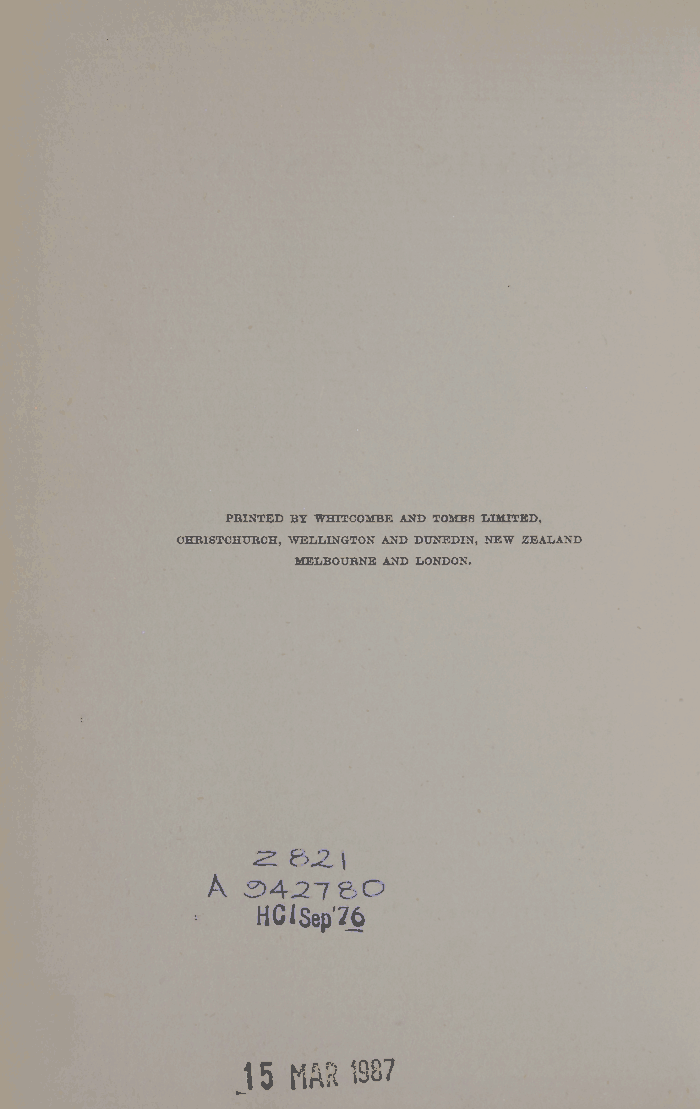 PRINTED BY WHITCOMBE AND TOMBS LIMITED,
CHRISTCHURCH, WELLINGTON AND DUNEDIN, NEW ZEALAND
MELBOURNE AND LONDON.
Z 821
A 942780
HC/Sep'76
15 MAR 1987